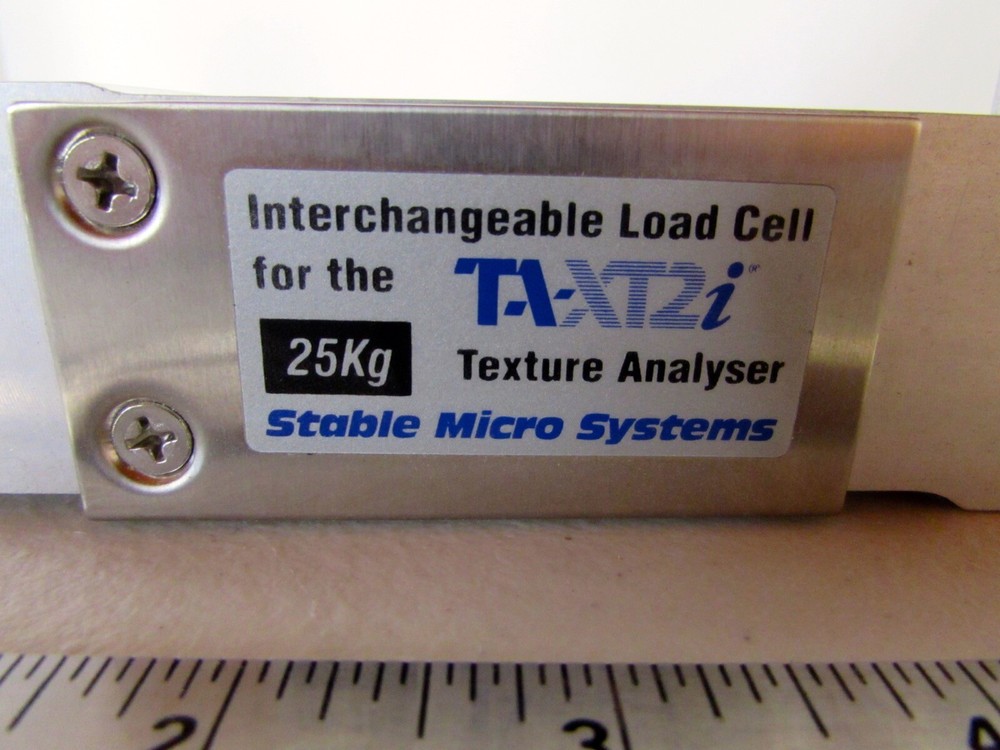 Interchangeable Load Cell
for the TA-XT2i
25Kg Texture Analyser
Stable Micro Systems
2 3 4